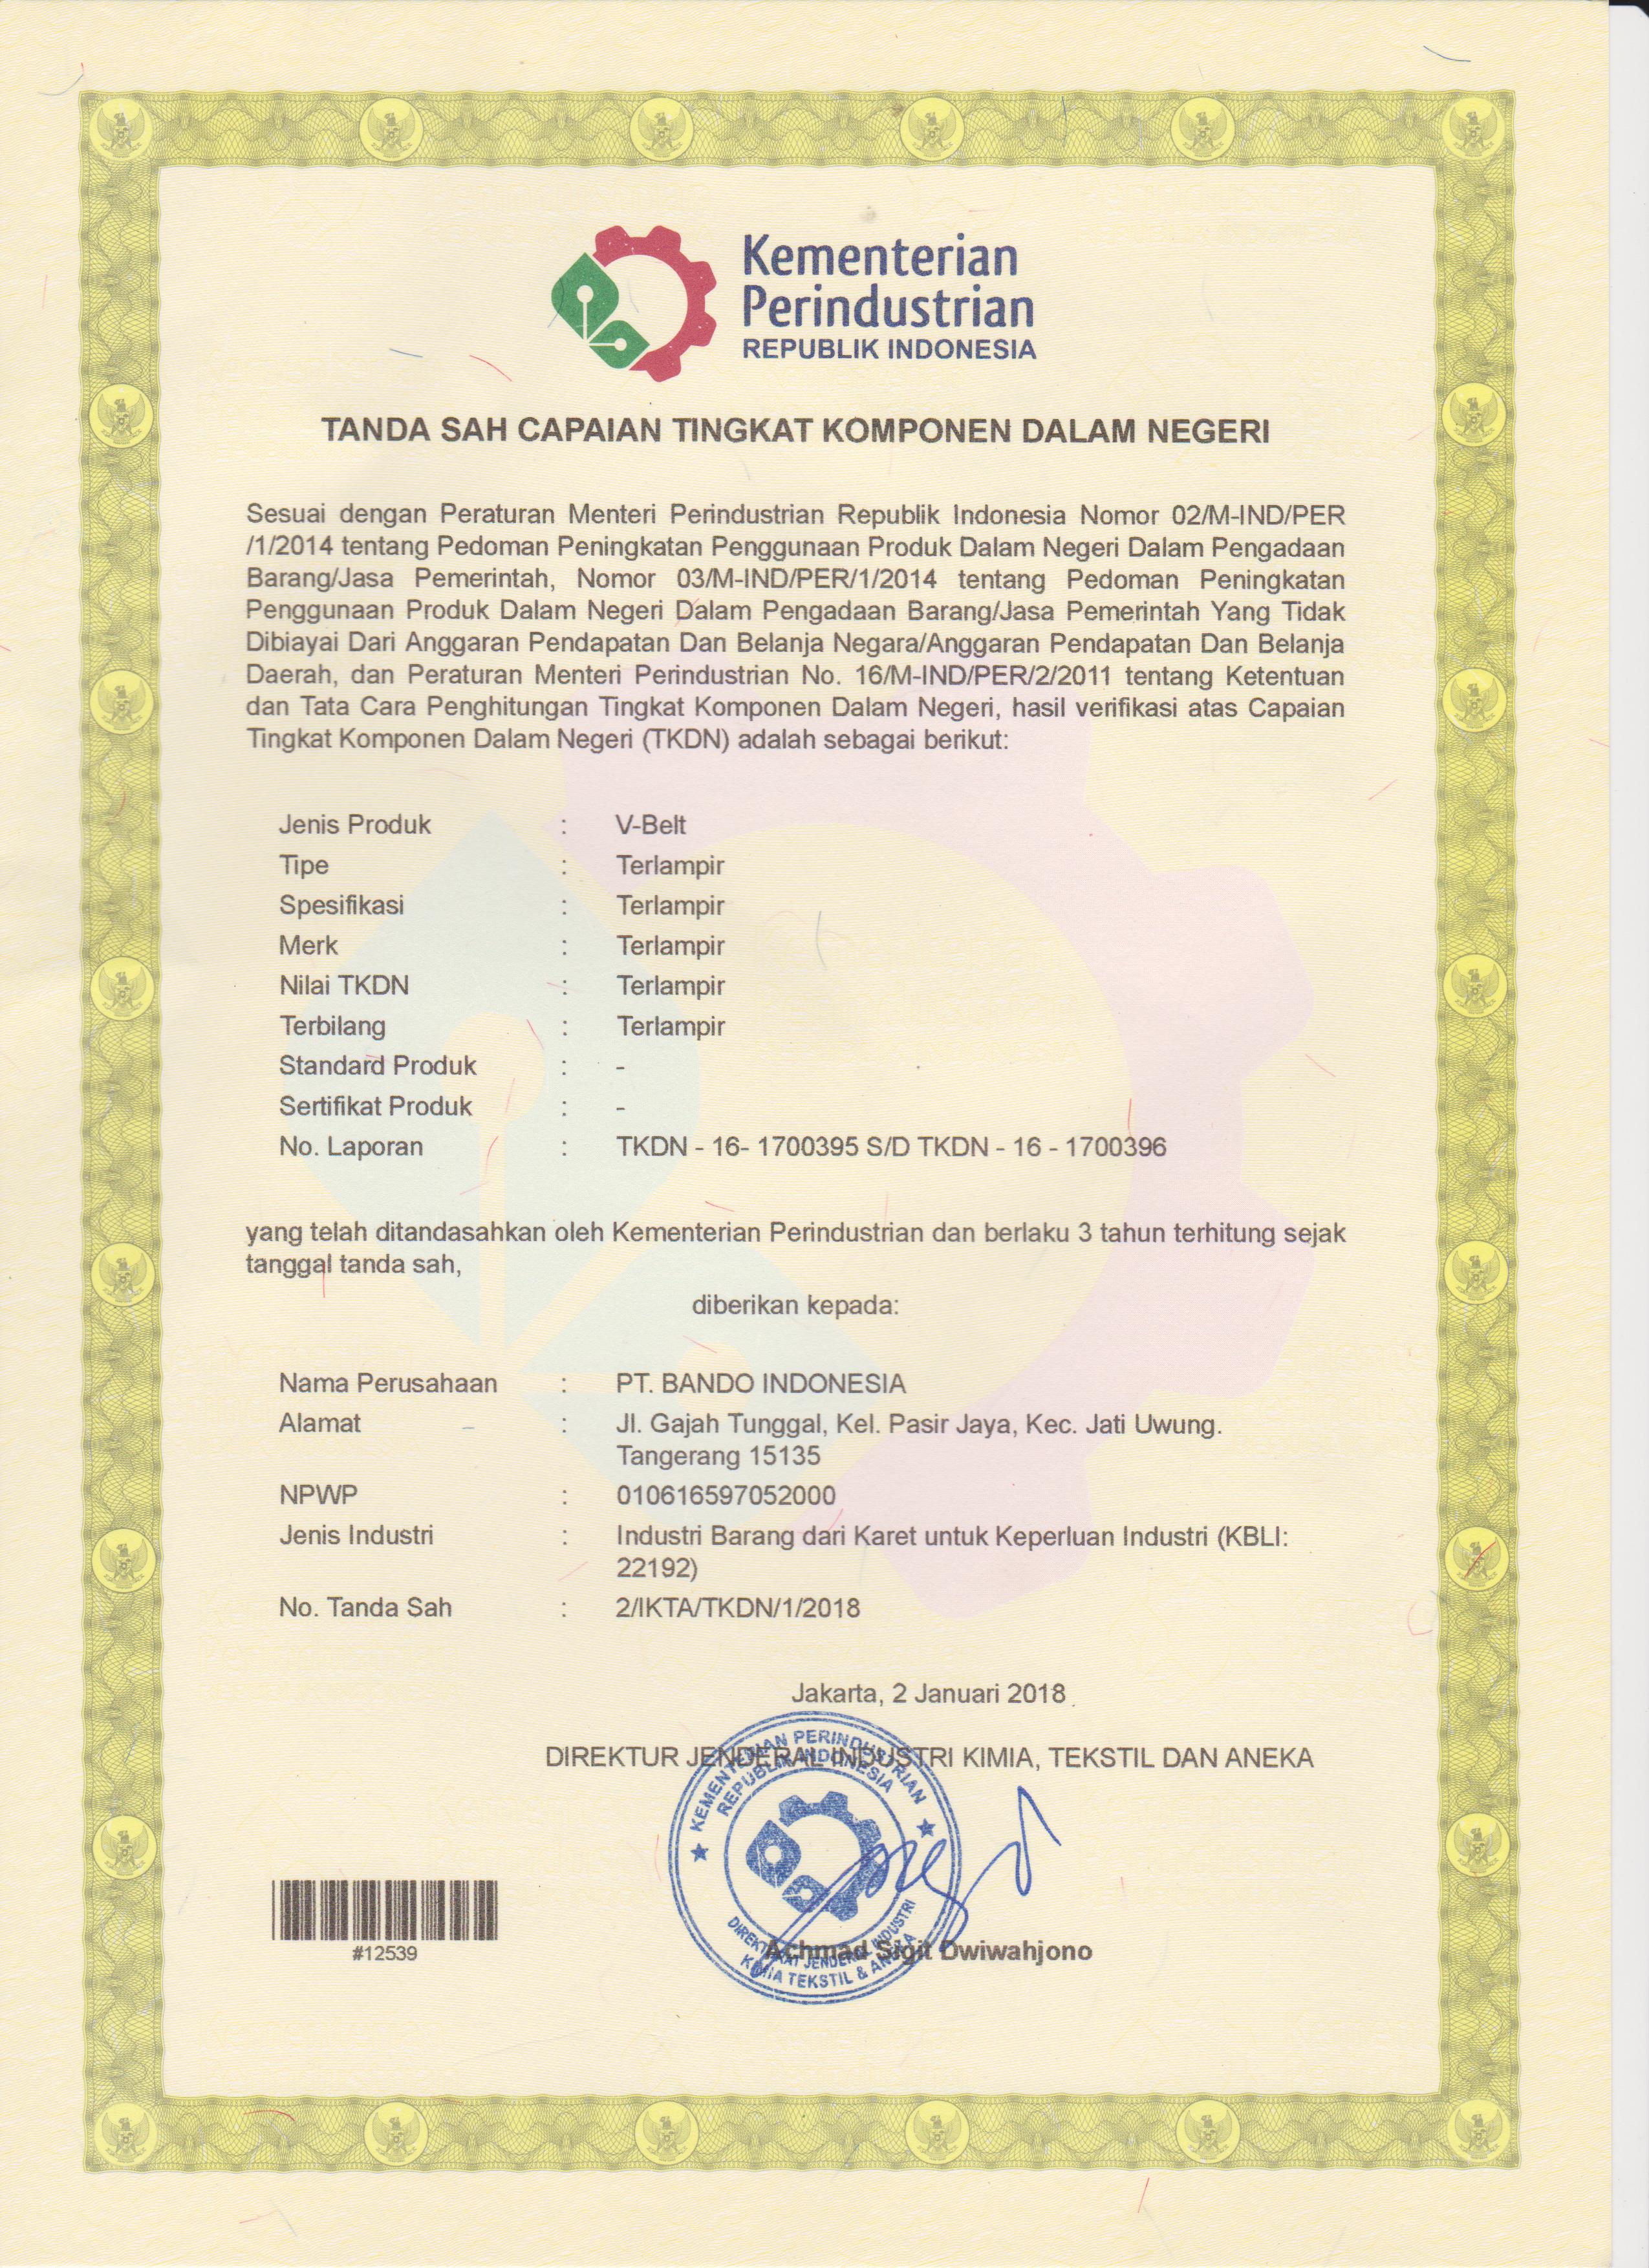 Kementerian
Perindustrian
REPUBLIK INDONESIA
TANDA SAH CAPAIAN TINGKAT KOMPONEN DALAM NEGERI
Sesuai dengan Peraturan Menteri Perindustrian Republik Indonesia Nomor 02/M-IND/PER
/1/2014 tentang Pedoman Peningkatan Penggunaan Produk Dalam Negeri Dalam Pengadaan
Barang/Jasa Pemerintah, Nomor 03/M-IND/PER/1/2014 tentang Pedoman Peningkatan
Penggunaan Produk Dalam Negeri Dalam Pengadaan Barang/Jasa Pemerintah Yang Tidak
Dibiayai Dari Anggaran Pendapatan Dan Belanja Negara/Anggaran Pendapatan Dan Belanja
Daerah, dan Peraturan Menteri Perindustrian No. 16/M-IND/PER/2/2011 tentang Ketentuan
dan Tata Cara Penghitungan Tingkat Komponen Dalam Negeri, hasil verifikasi atas Capaian
Tingkat Komponen Dalam Negeri (TKDN) adalah sebagai berikut:
Jenis Produk : V-Belt
Tipe : Terlampir
Spesifikasi : Terlampir
Merk : Terlampir
Nilai TKDN : Terlampir
Terbilang : Terlampir
Standard Produk : -
Sertifikat Produk : -
No. Laporan : TKDN - 16- 1700395 S/D TKDN - 16 - 1700396
yang telah ditandasahkan oleh Kementerian Perindustrian dan berlaku 3 tahun terhitung sejak
tanggal tanda sah,
diberikan kepada:
Nama Perusahaan : PT. BANDO INDONESIA
Alamat : Jl. Gajah Tunggal, Kel. Pasir Jaya, Kec. Jati Uwung.
Tangerang 15135
NPWP : 010616597052000
Jenis Industri : Industri Barang dari Karet untuk Keperluan Industri (KBLI:
22192)
No. Tanda Sah : 2/IKTA/TKDN/1/2018
Jakarta, 2 Januari 2018
DIREKTUR JENDERAL INDUSTRI KIMIA, TEKSTIL DAN ANEKA
KEMENTERIAN PERINDUSTRIAN
REPUBLIK INDONESIA
DIREKTORAT JENDERAL INDUSTRI
KIMIA TEKSTIL & ANEKA
Achmad Sigit Dwiwahjono
#12539